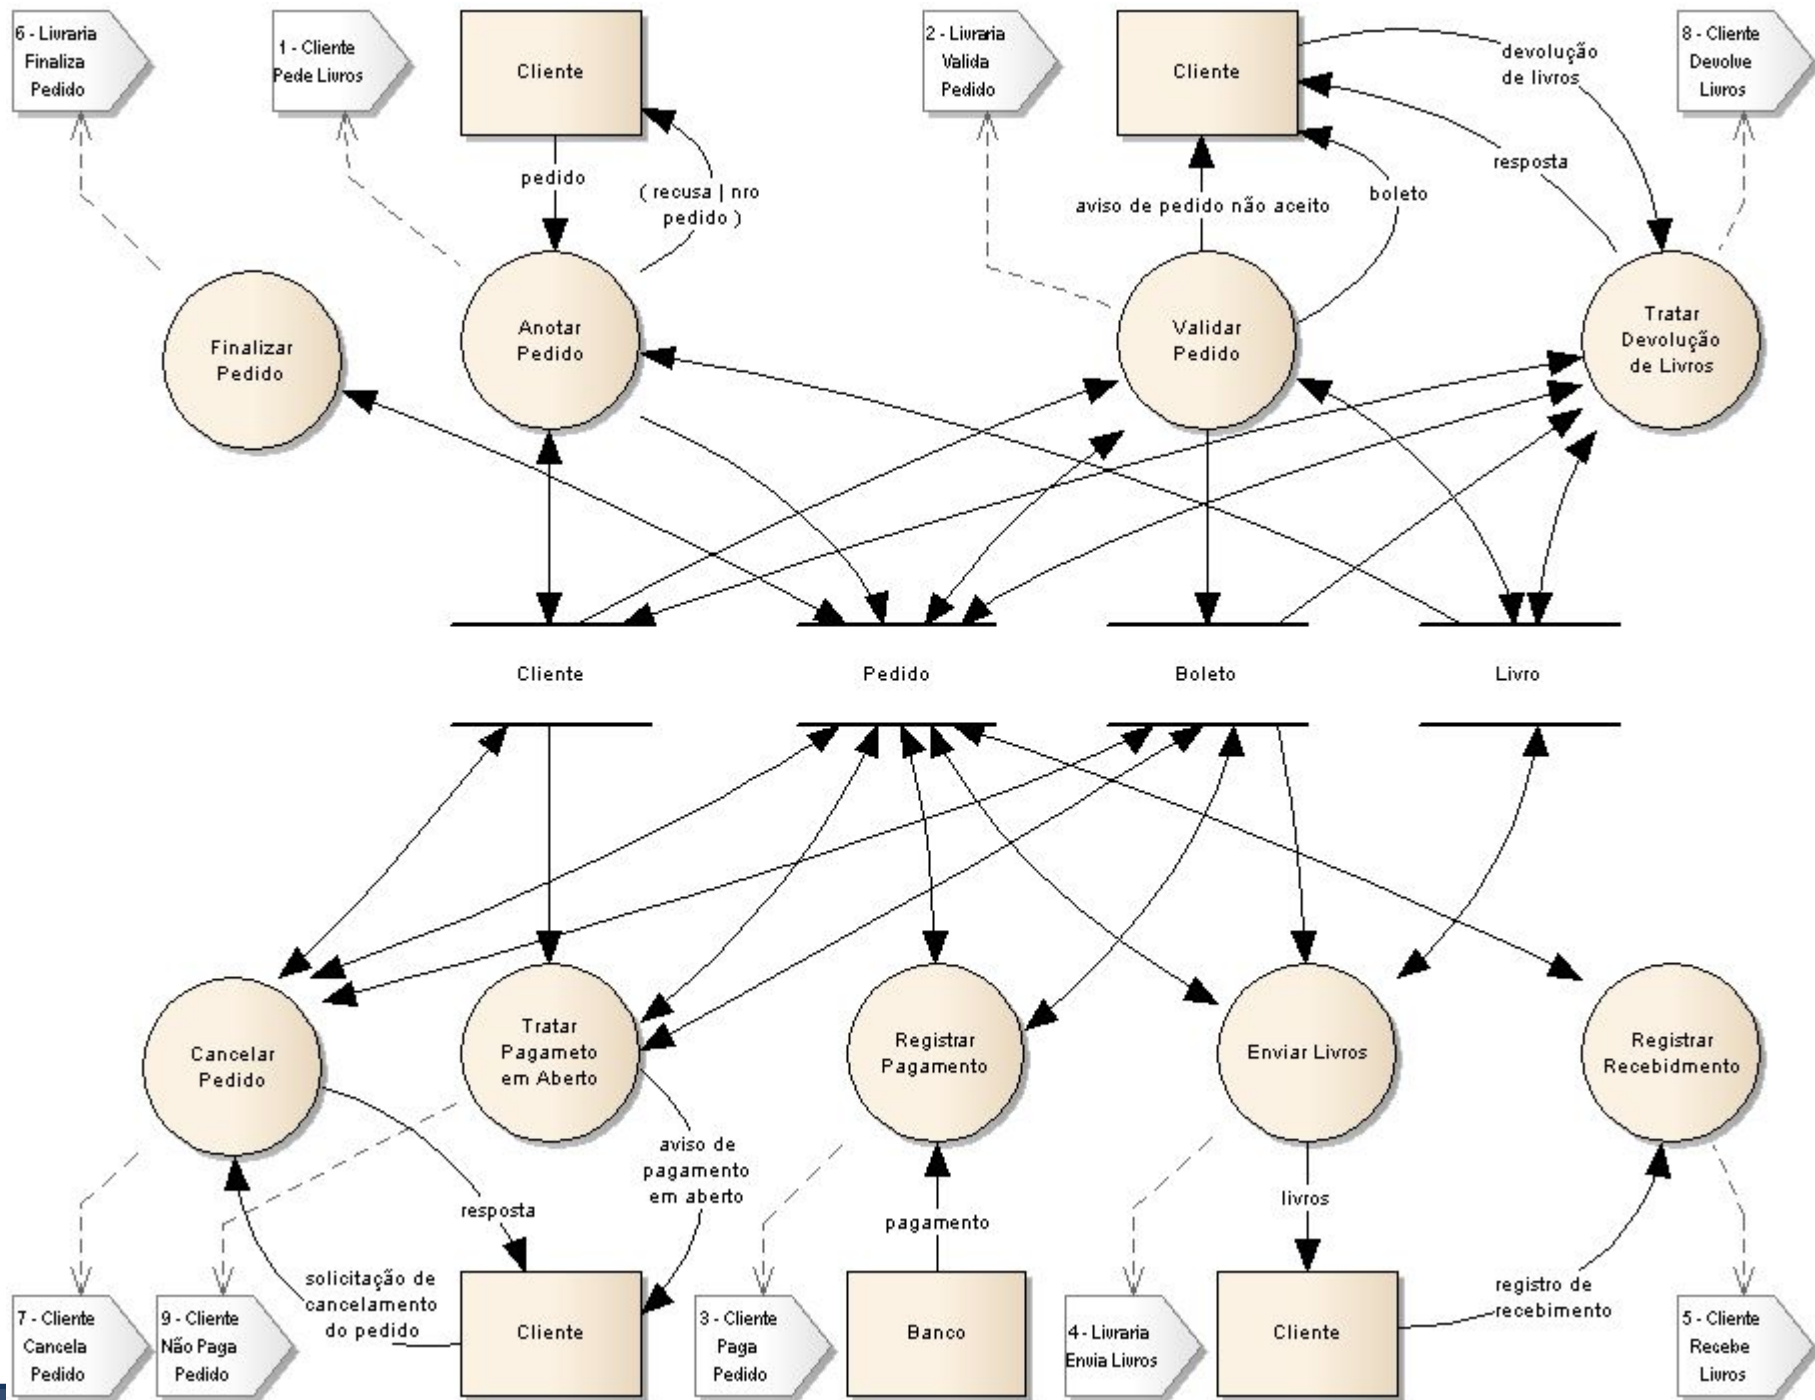 6 - Livraria
Finaliza
Pedido
1 - Cliente
Pede Livros
Cliente
2 - Livraria
Valida
Pedido
Cliente
devolução
de livros
8 - Cliente
Devolve
Livros
pedido
( recusa | nro
pedido )
aviso de pedido não aceito
boleto
resposta
Finalizar
Pedido
Anotar
Pedido
Validar
Pedido
Tratar
Devolução
de Livros
Cliente
Pedido
Boleto
Livro
Cancelar
Pedido
Tratar
Pagameto
em Aberto
Registrar
Pagamento
Enviar Livros
Registrar
Recebidmento
resposta
aviso de
pagamento
em aberto
pagamento
livros
solicitação de
cancelamento
do pedido
registro de
recebimento
7 - Cliente
Cancela
Pedido
9 - Cliente
Não Paga
Pedido
Cliente
3 - Cliente
Paga
Pedido
Banco
4 - Livraria
Envia Livros
Cliente
5 - Cliente
Recebe
Livros